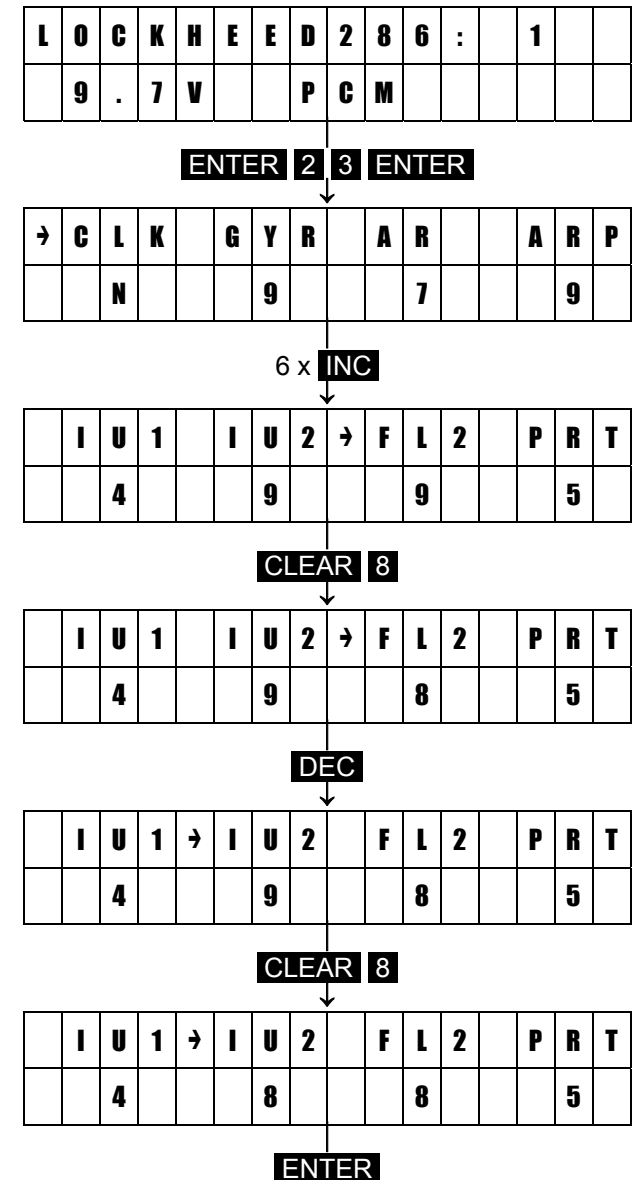 LOCKHEED286: 1
9.7V PCM
ENTER 2 3 ENTER
→CLK GYR AR ARP
N 9 7 9
6 x INC
IU1 IU2→FL2 PRT
4 9 9 5
CLEAR 8
IU1 IU2→FL2 PRT
4 9 8 5
DEC
IU1→IU2 FL2 PRT
4 9 8 5
CLEAR 8
IU1→IU2 FL2 PRT
4 8 8 5
ENTER